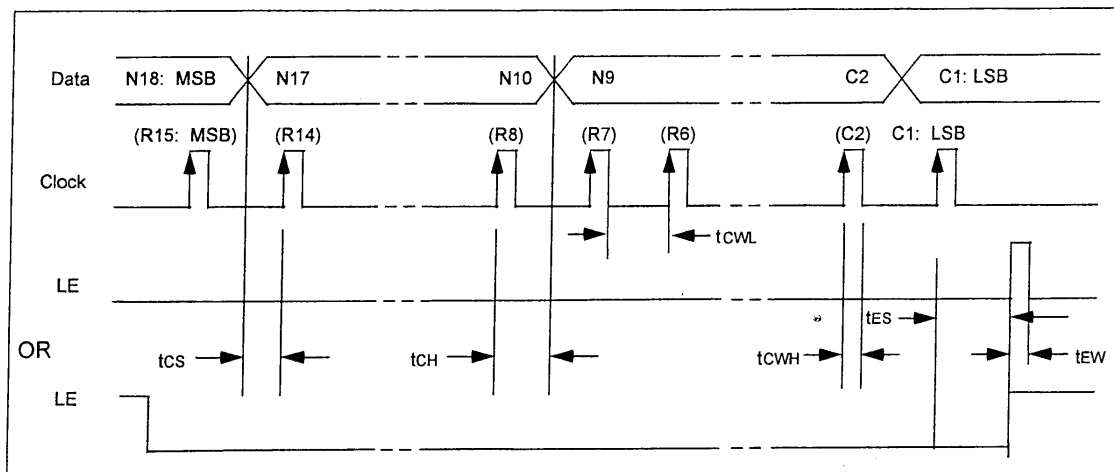 Data N18: MSB N17 N10 N9 C2 C1: LSB
(R15: MSB) (R14) (R8) (R7) (R6) (C2) C1: LSB
Clock
tCWL
LE
tES
OR
tCS tCH tCWH tEW
LE